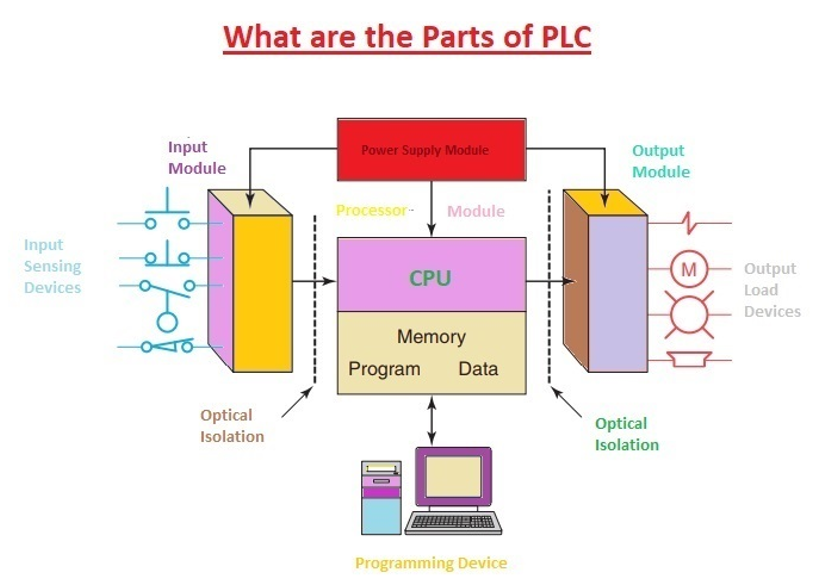 What are the Parts of PLC
Input
Module
Power Supply Module
Output
Module
Processor-- Module
Input
Sensing
Devices
CPU
M
Output
Load
Devices
Memory
Program Data
Optical
Isolation
Optical
Isolation
Programming Device